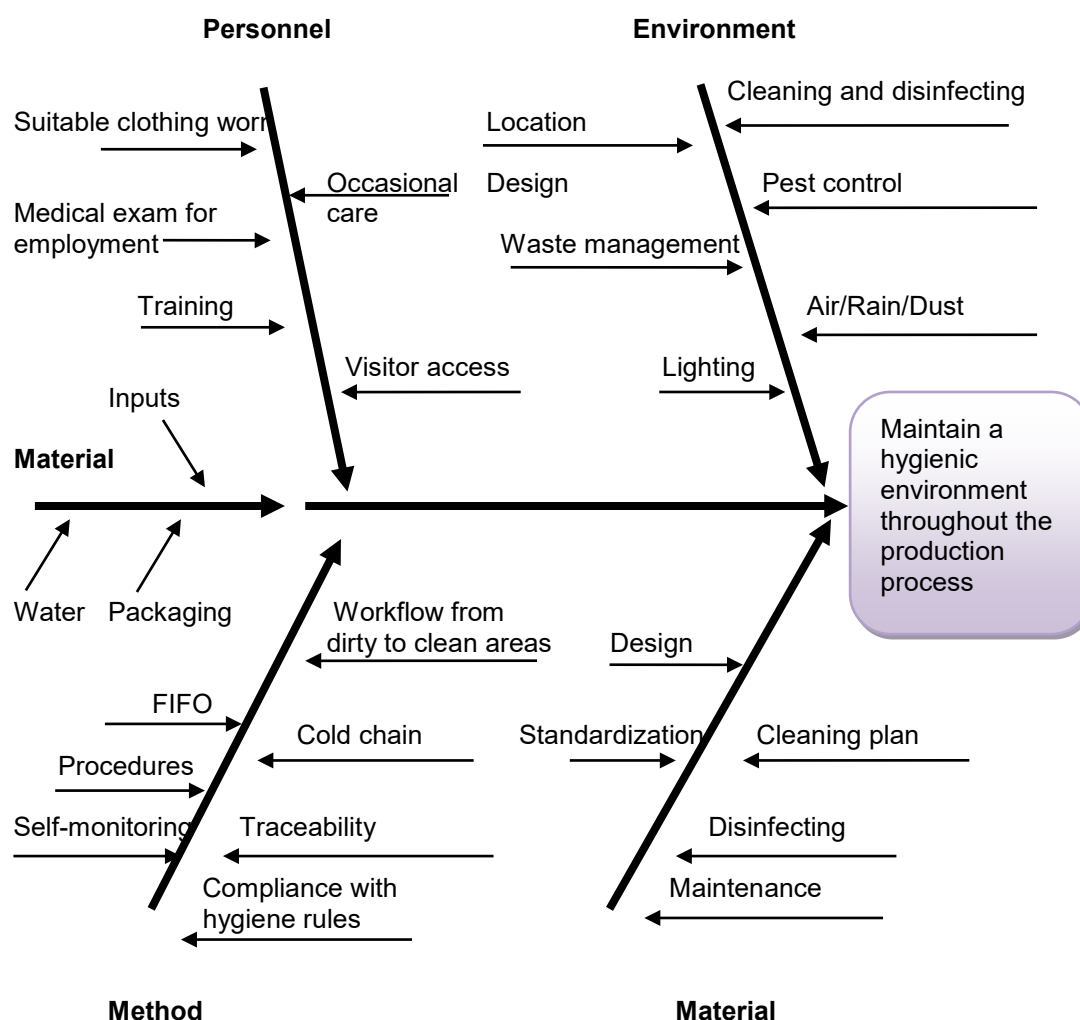 Personnel
Environment
Suitable clothing worn
Occasional
care
Medical exam for
employment
Training
Visitor access
Location
Design
Waste management
Lighting
Cleaning and disinfecting
Pest control
Air/Rain/Dust
Inputs
Material
Water
Packaging
Maintain a
hygienic
environment
throughout the
production
process
Workflow from
dirty to clean areas
FIFO
Cold chain
Procedures
Self-monitoring
Traceability
Compliance with
hygiene rules
Design
Standardization
Cleaning plan
Disinfecting
Maintenance
Method
Material